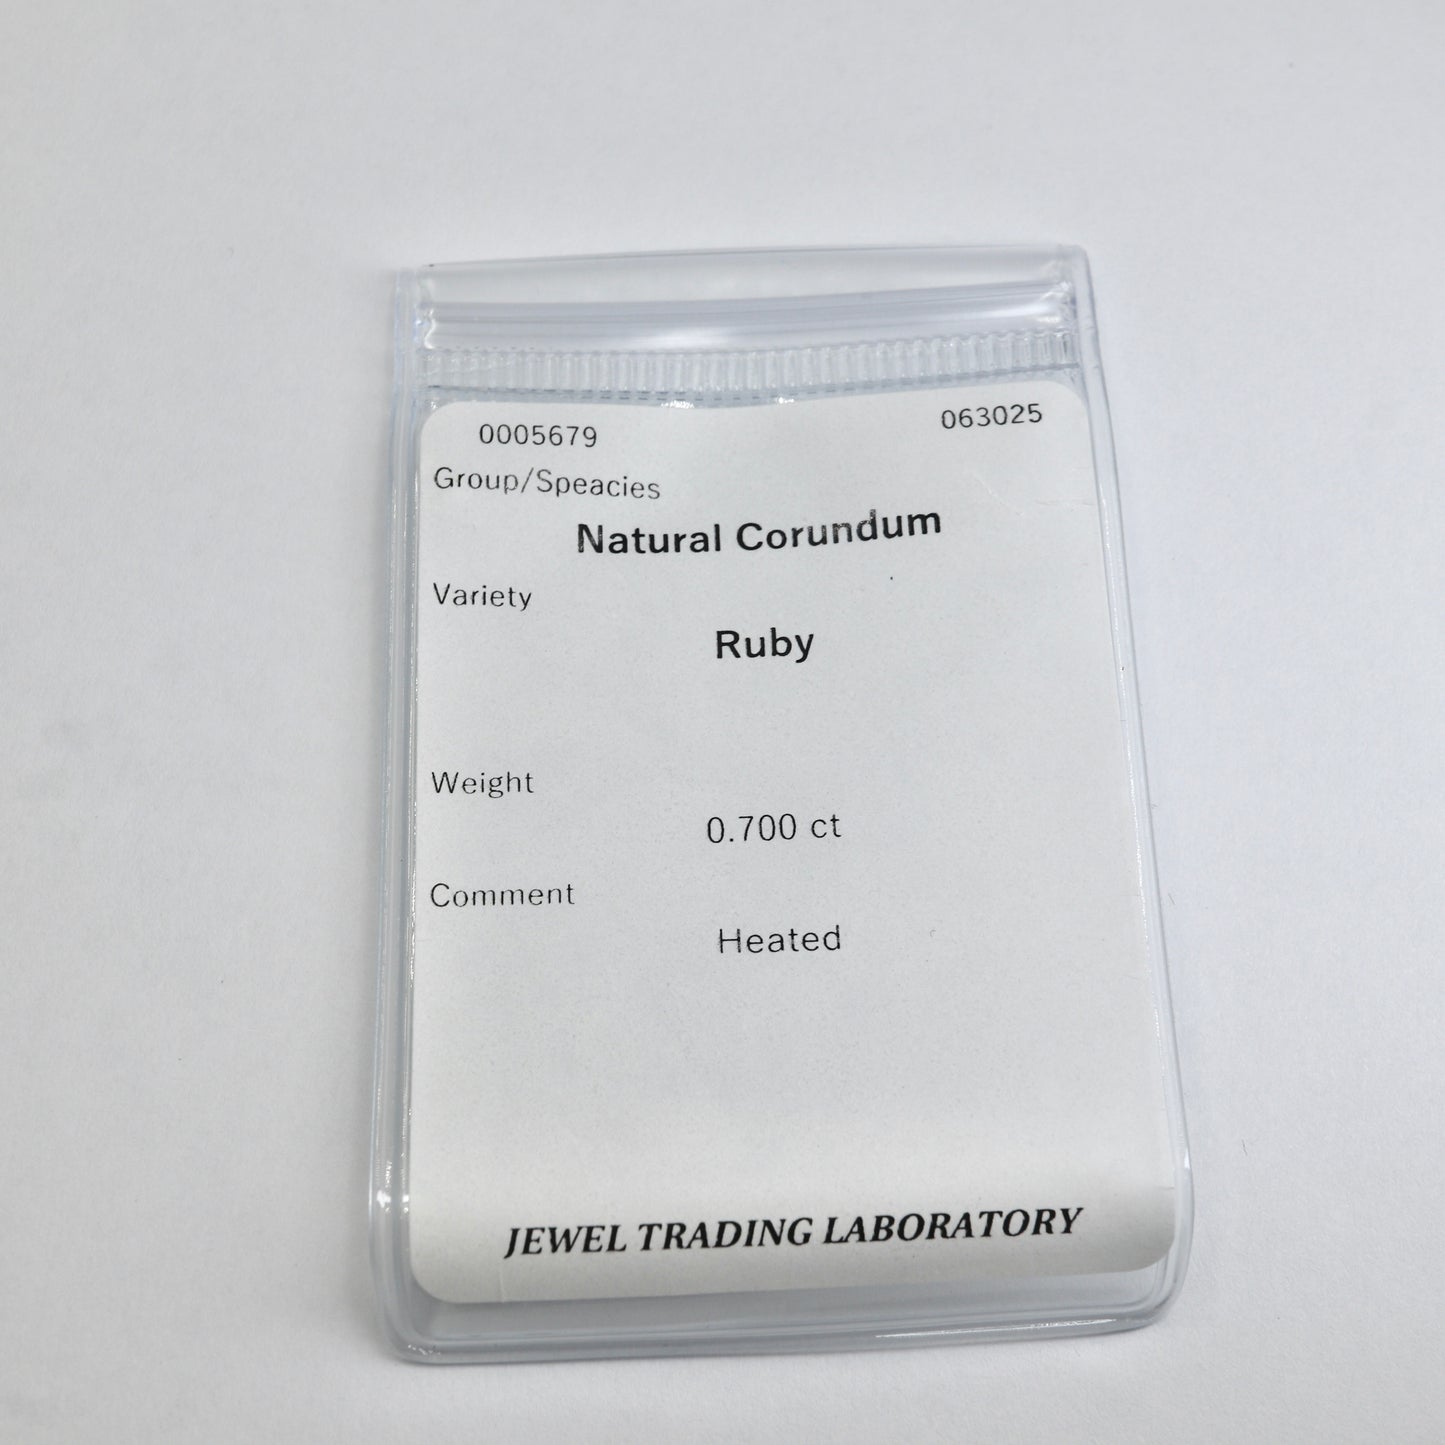 0005679 063025
Group/Speacies
Natural Corundum
Variety
Ruby
Weight
0.700 ct
Comment
Heated
JEWEL TRADING LABORATORY